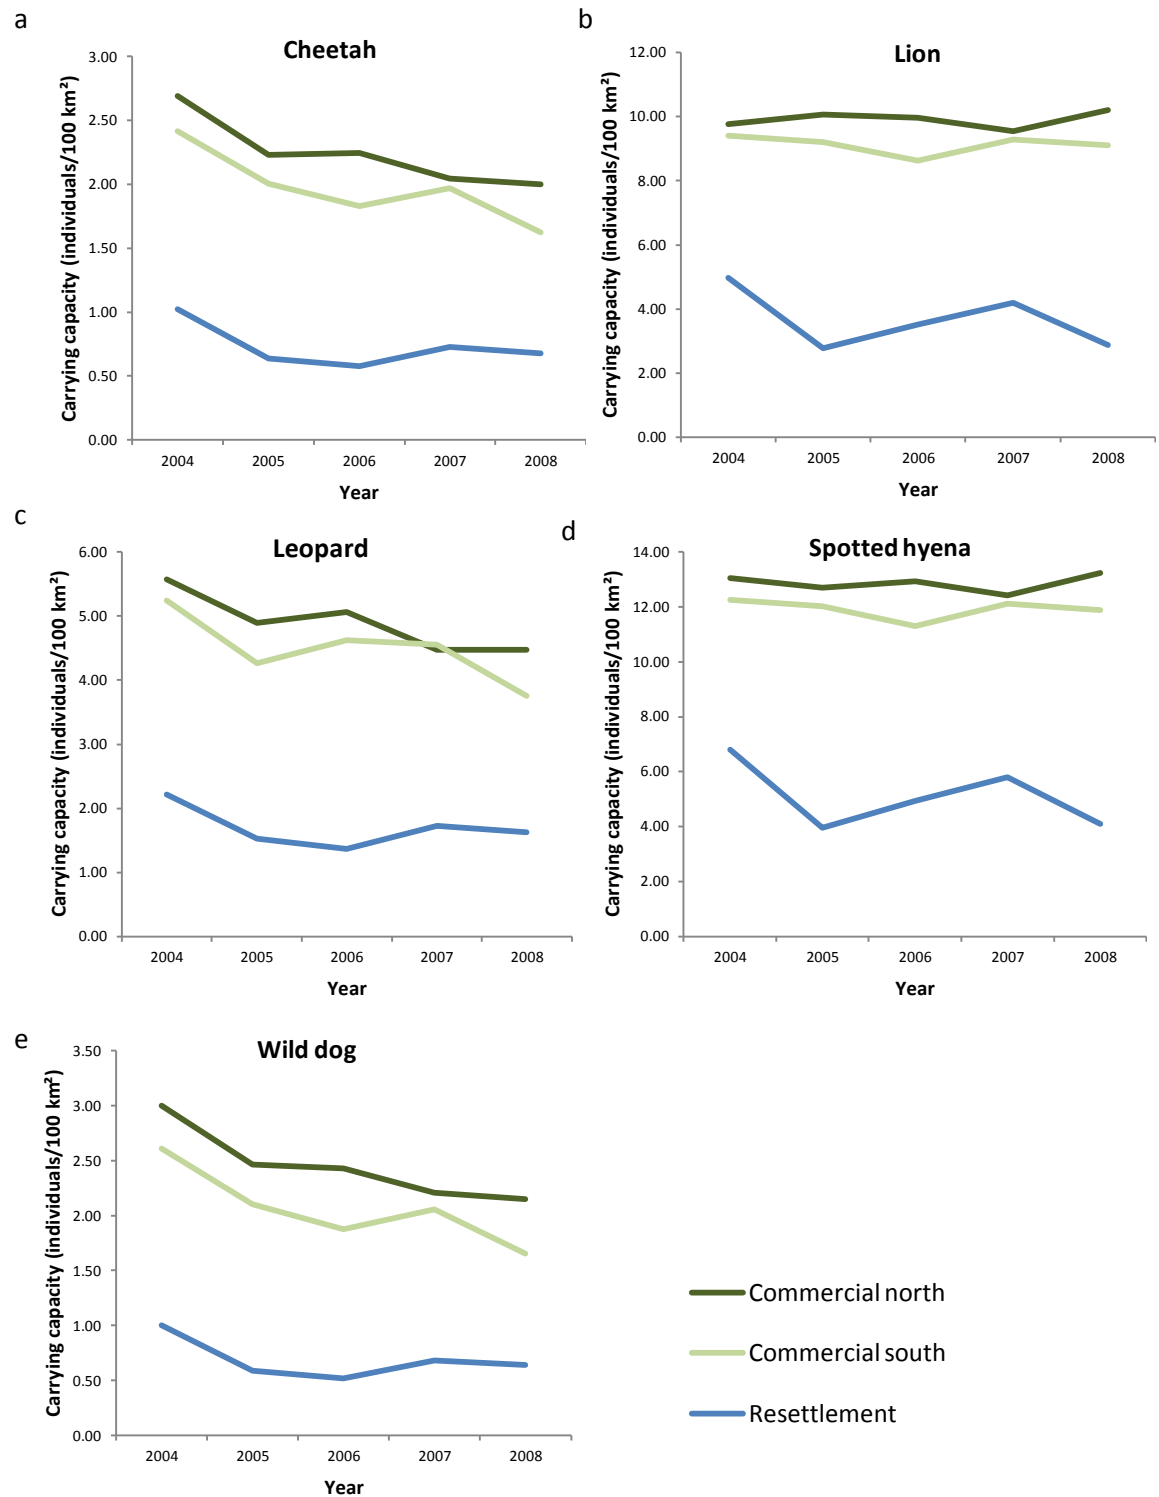 a
Cheetah
Carrying capacity (individuals/100 km²)
3.00
2.50
2.00
1.50
1.00
0.50
0.00
2004 2005 2006 2007 2008
Year
b
Lion
Carrying capacity (individuals/100 km²)
12.00
10.00
8.00
6.00
4.00
2.00
0.00
2004 2005 2006 2007 2008
Year
c
Leopard
Carrying capacity (individuals/100 km²)
6.00
5.00
4.00
3.00
2.00
1.00
0.00
2004 2005 2006 2007 2008
Year
d
Spotted hyena
Carrying capacity (individuals/100 km²)
14.00
12.00
10.00
8.00
6.00
4.00
2.00
0.00
2004 2005 2006 2007 2008
Year
e
Wild dog
Carrying capacity (individuals/100 km²)
3.50
3.00
2.50
2.00
1.50
1.00
0.50
0.00
2004 2005 2006 2007 2008
Year
Commercial north
Commercial south
Resettlement